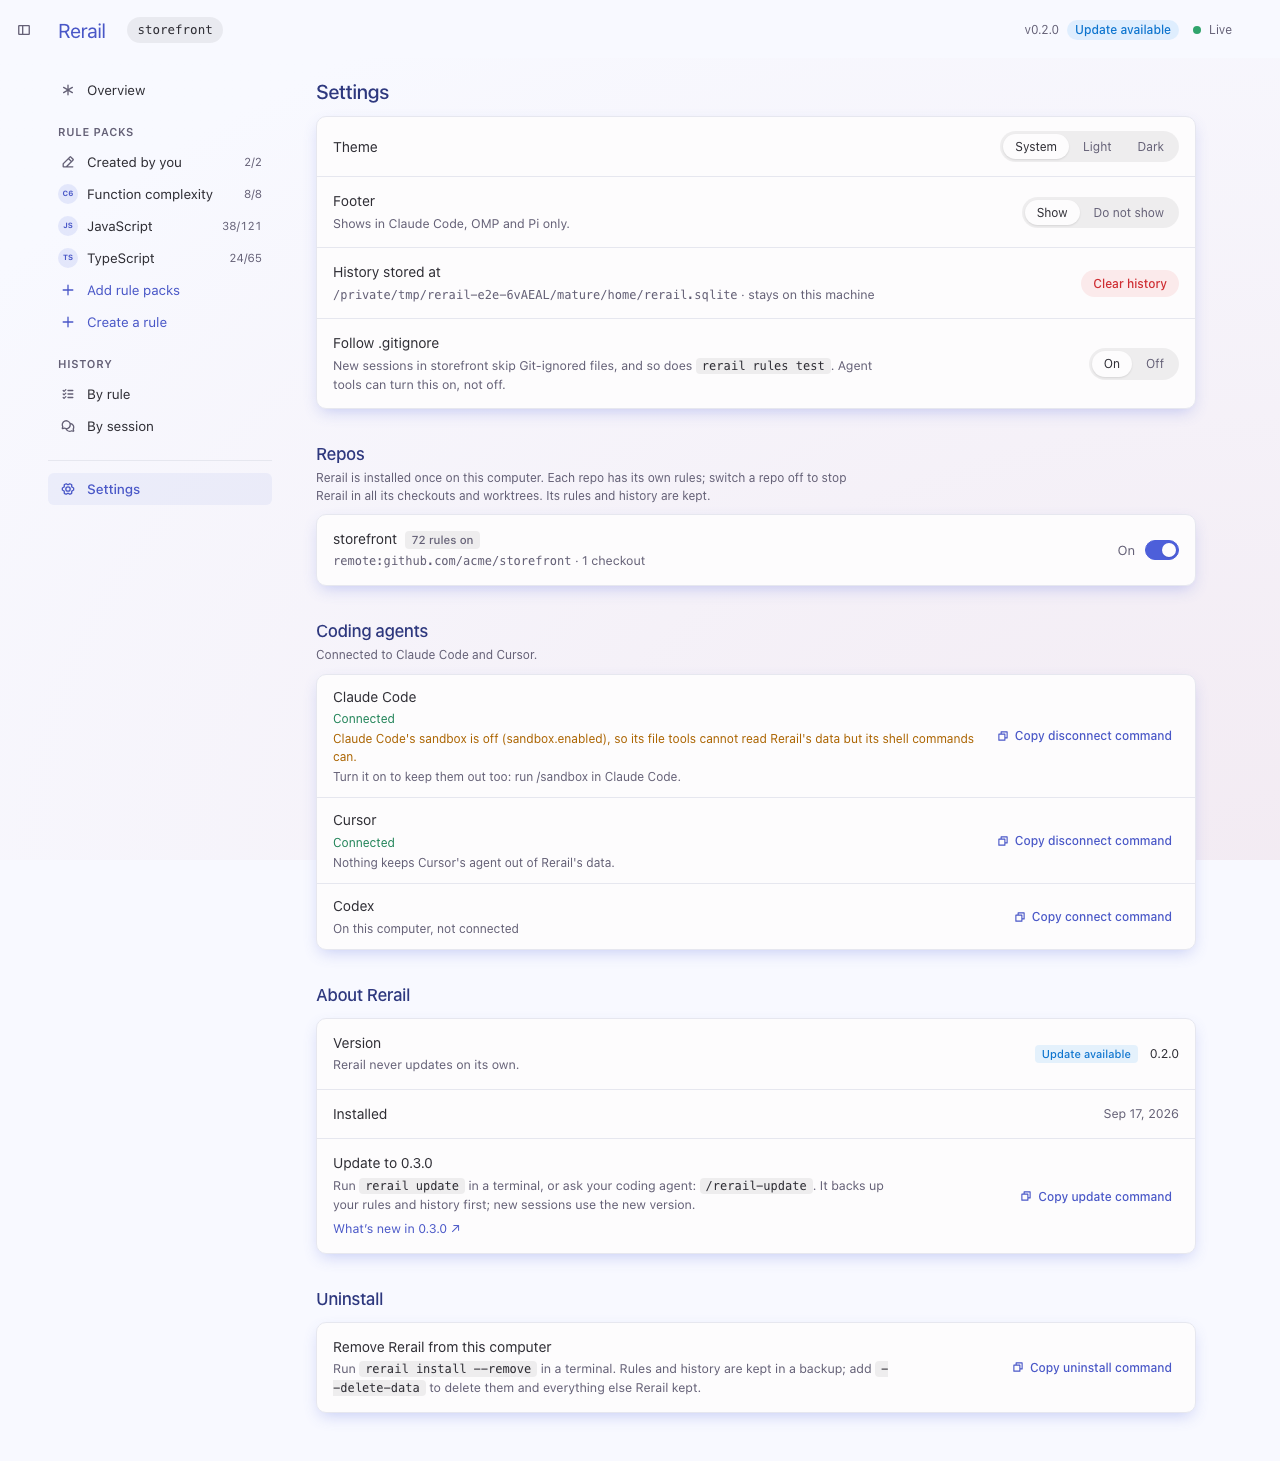 Rerail
storefront
v0.2.0
Update available
Live
Overview
RULE PACKS
Created by you 2/2
C6 Function complexity 8/8
JS JavaScript 38/121
TS TypeScript 24/65
Add rule packs
Create a rule
HISTORY
By rule
By session
Settings
Settings
Theme
System Light Dark
Footer
Shows in Claude Code, OMP and Pi only.
Show Do not show
History stored at
/private/tmp/rerail-e2e-6vAEAL/mature/home/rerail.sqlite · stays on this machine
Clear history
Follow .gitignore
New sessions in storefront skip Git-ignored files, and so does rerail rules test. Agent
tools can turn this on, not off.
On Off
Repos
Rerail is installed once on this computer. Each repo has its own rules; switch a repo off to stop
Rerail in all its checkouts and worktrees. Its rules and history are kept.
storefront 72 rules on
remote:github.com/acme/storefront · 1 checkout
On
Coding agents
Connected to Claude Code and Cursor.
Claude Code
Connected
Claude Code's sandbox is off (sandbox.enabled), so its file tools cannot read Rerail's data but its shell commands
can.
Turn it on to keep them out too: run /sandbox in Claude Code.
Copy disconnect command
Cursor
Connected
Nothing keeps Cursor's agent out of Rerail's data.
Copy disconnect command
Codex
On this computer, not connected
Copy connect command
About Rerail
Version
Rerail never updates on its own.
Update available 0.2.0
Installed
Sep 17, 2026
Update to 0.3.0
Run rerail update in a terminal, or ask your coding agent: /rerail-update. It backs up
your rules and history first; new sessions use the new version.
What's new in 0.3.0 ↗
Copy update command
Uninstall
Remove Rerail from this computer
Run rerail install --remove in a terminal. Rules and history are kept in a backup; add -
-delete-data to delete them and everything else Rerail kept.
Copy uninstall command